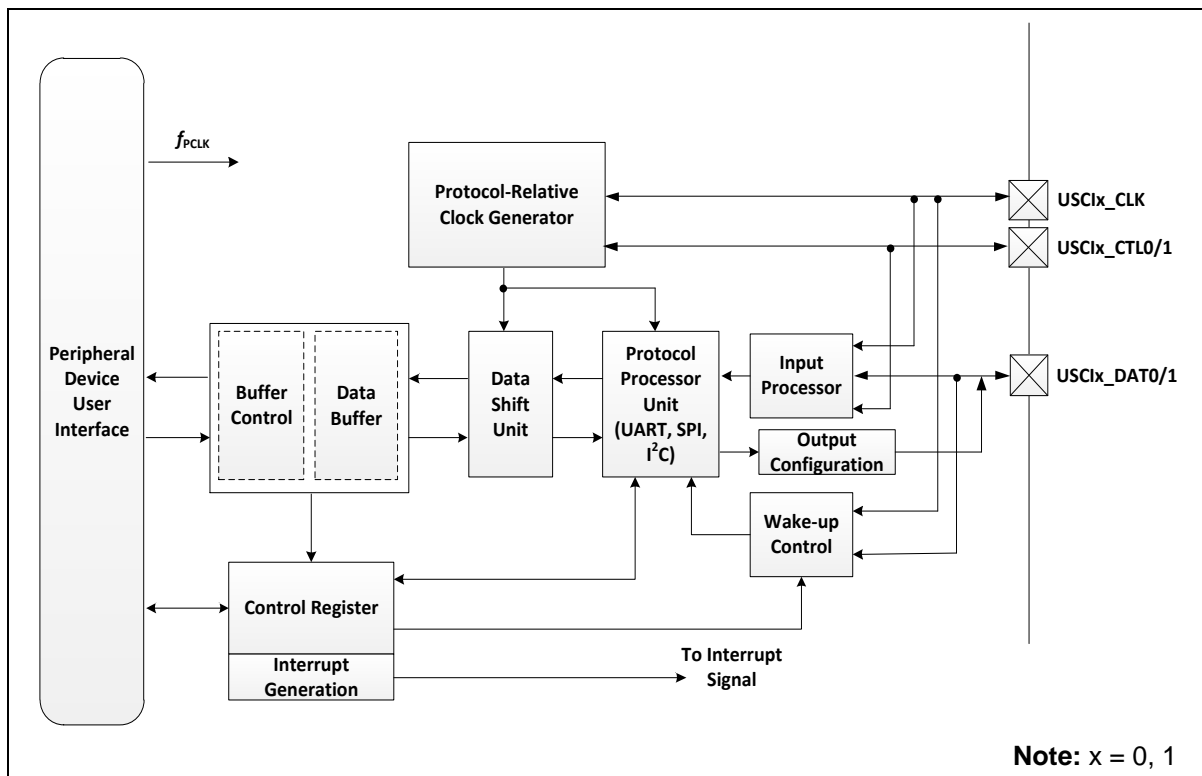 fPCLK
Protocol-Relative
Clock Generator
USCIx_CLK
USCIx_CTL0/1
Peripheral
Device
User
Interface
Buffer
Control
Data
Buffer
Data
Shift
Unit
Protocol
Processor
Unit
(UART, SPI,
I²C)
Input
Processor
USCIx_DAT0/1
Output
Configuration
Wake-up
Control
Control Register
Interrupt
Generation
To Interrupt
Signal
Note: x = 0, 1